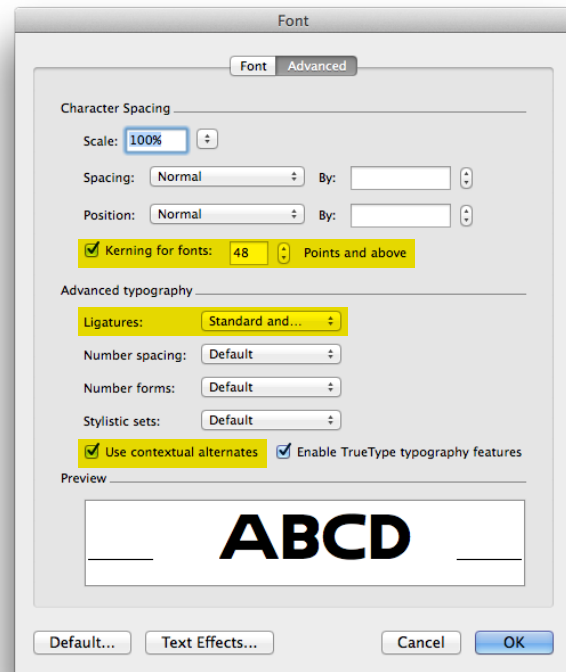 Font
Font Advanced
Character Spacing
Scale: 100%
Spacing: Normal By:
Position: Normal By:
Kerning for fonts: 48 Points and above
Advanced typography
Ligatures: Standard and...
Number spacing: Default
Number forms: Default
Stylistic sets: Default
Use contextual alternates Enable TrueType typography features
Preview
ABCD
Default... Text Effects... Cancel OK